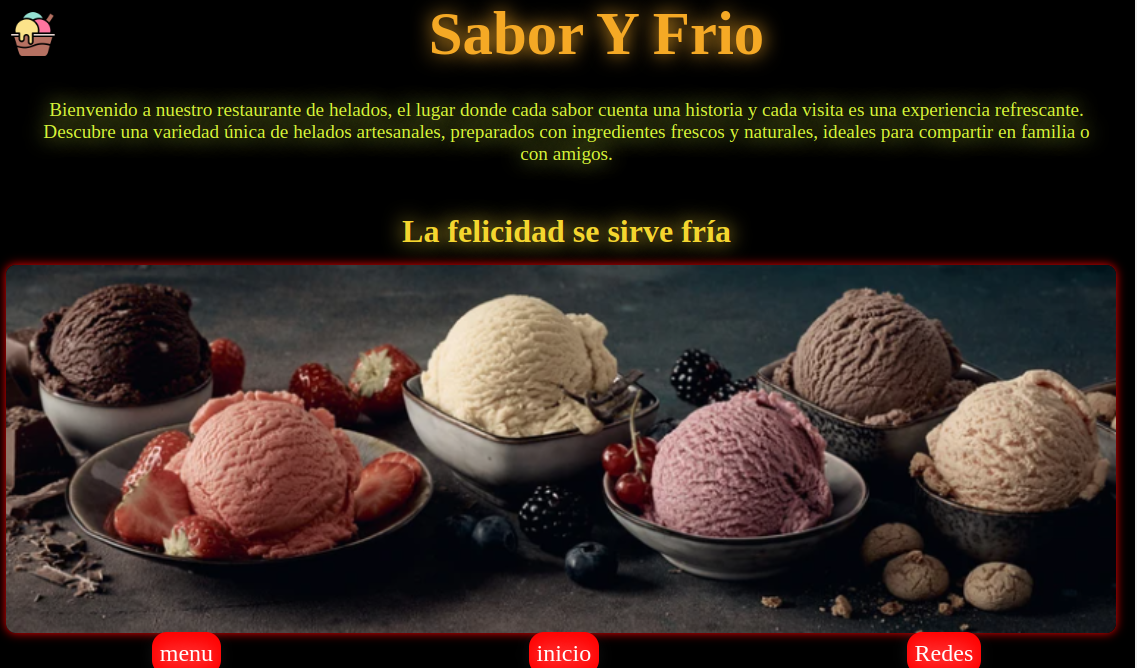 Sabor Y Frio
Bienvenido a nuestro restaurante de helados, el lugar donde cada sabor cuenta una historia y cada visita es una experiencia refrescante.
Descubre una variedad única de helados artesanales, preparados con ingredientes frescos y naturales, ideales para compartir en familia o
con amigos.
La felicidad se sirve fría
menu
inicio
Redes